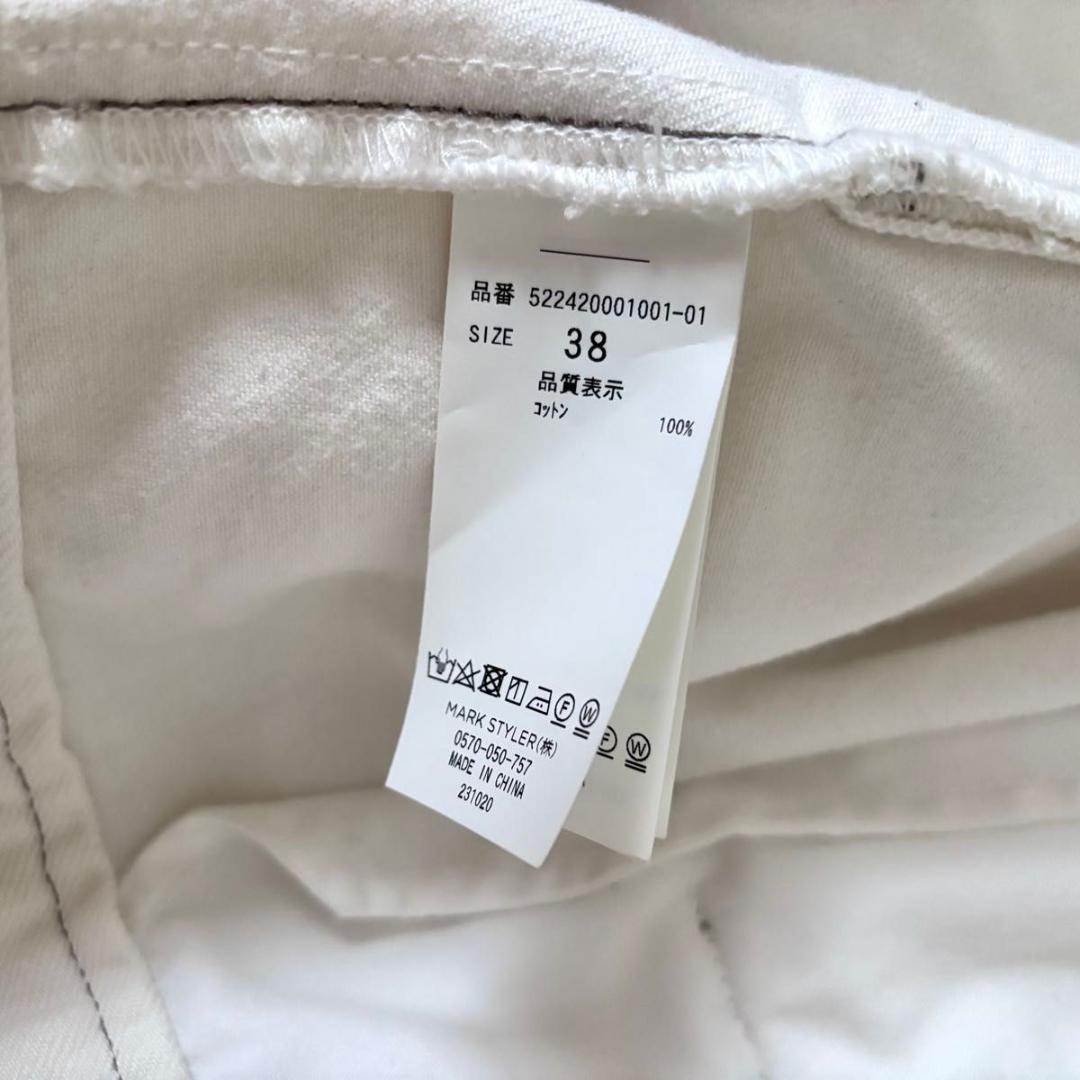 品番 522420001001-01
SIZE 38
品質表示
コットン 100%
F W
MARK STYLER(株)
0570-050-757
MADE IN CHINA
231020
F W